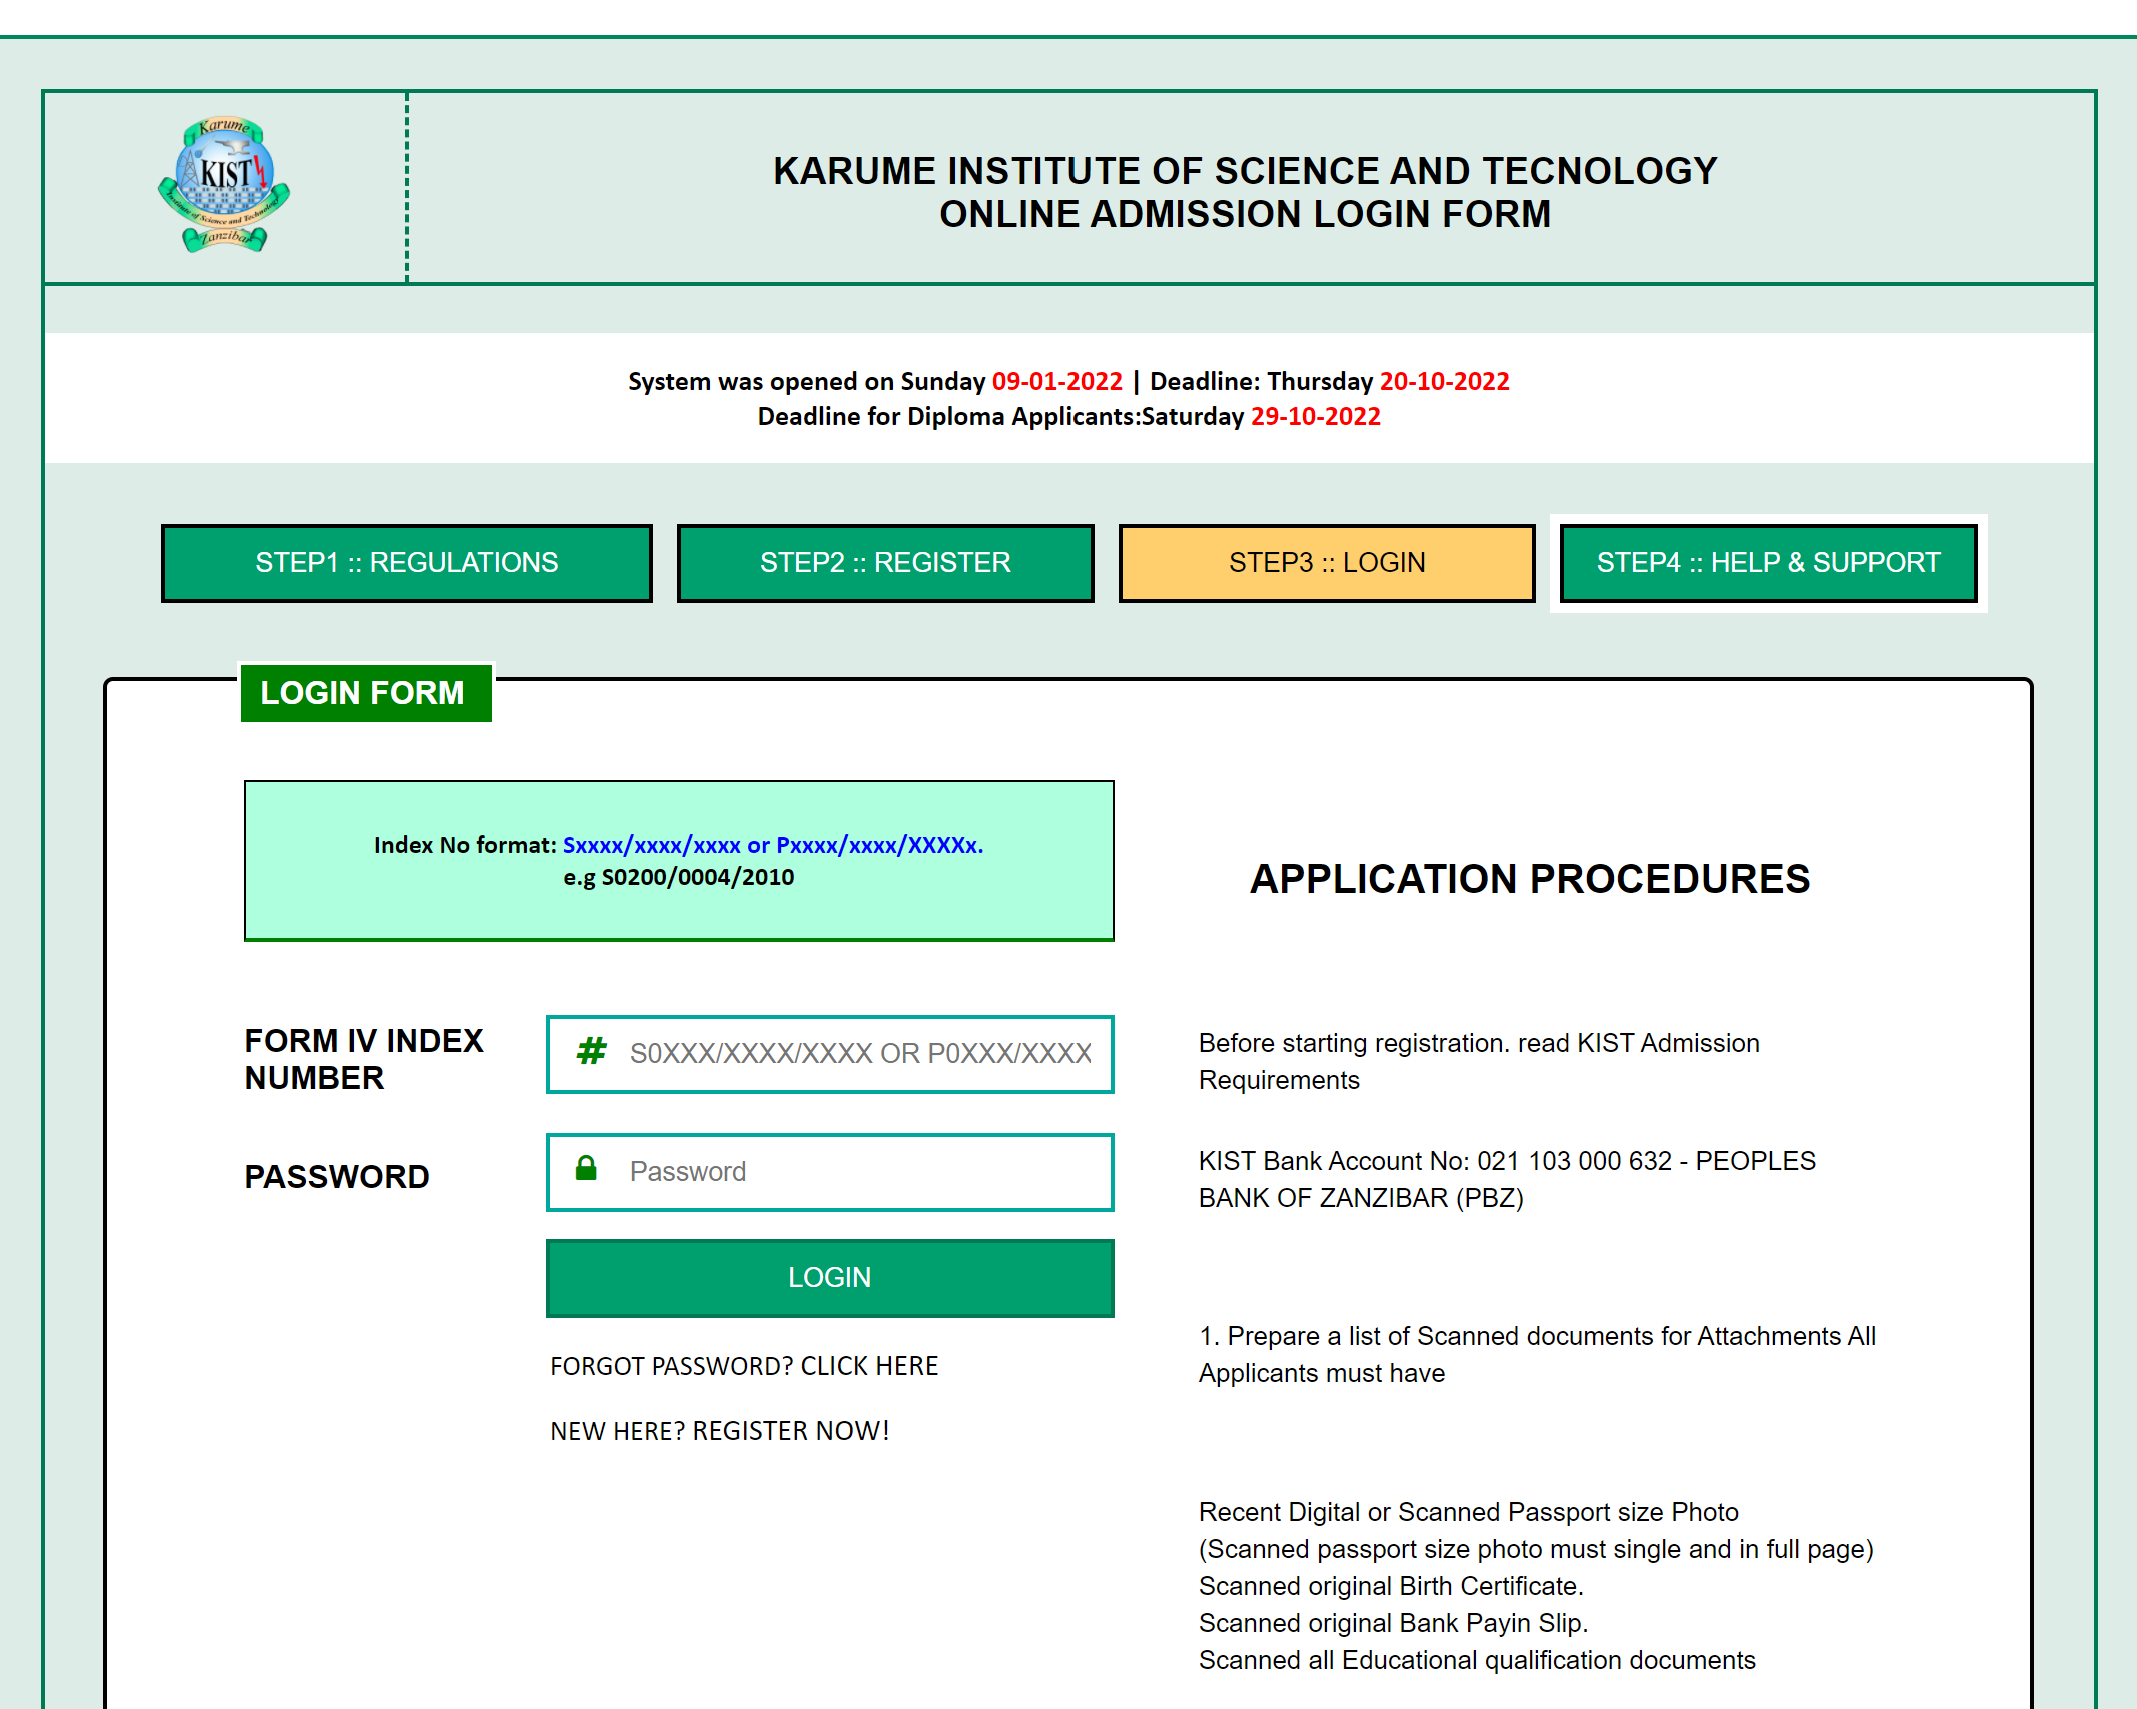 Karume
KIST
Institute of Science and Technology
Zanzibar
KARUME INSTITUTE OF SCIENCE AND TECNOLOGY
ONLINE ADMISSION LOGIN FORM
System was opened on Sunday 09-01-2022 | Deadline: Thursday 20-10-2022
Deadline for Diploma Applicants:Saturday 29-10-2022
STEP1 :: REGULATIONS
STEP2 :: REGISTER
STEP3 :: LOGIN
STEP4 :: HELP & SUPPORT
LOGIN FORM
Index No format: Sxxxx/xxxx/xxxx or Pxxxx/xxxx/XXXXx.
e.g S0200/0004/2010
FORM IV INDEX
NUMBER
S0XXX/XXXX/XXXX OR P0XXX/XXXX
PASSWORD
Password
LOGIN
FORGOT PASSWORD? CLICK HERE
NEW HERE? REGISTER NOW!
APPLICATION PROCEDURES
Before starting registration. read KIST Admission
Requirements
KIST Bank Account No: 021 103 000 632 - PEOPLES
BANK OF ZANZIBAR (PBZ)
1. Prepare a list of Scanned documents for Attachments All
Applicants must have
Recent Digital or Scanned Passport size Photo
(Scanned passport size photo must single and in full page)
Scanned original Birth Certificate.
Scanned original Bank Payin Slip.
Scanned all Educational qualification documents